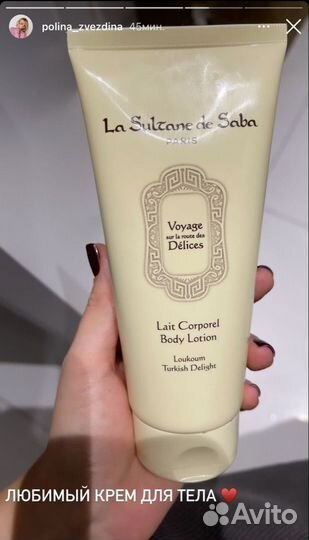 polina_zvezdina 45мин.
La Sultane de Saba
PARIS
Voyage
sur la route des
Délices
Lait Corporel
Body Lotion
Loukoum
Turkish Delight
ЛЮБИМЫЙ КРЕМ ДЛЯ ТЕЛА❤️
Avito